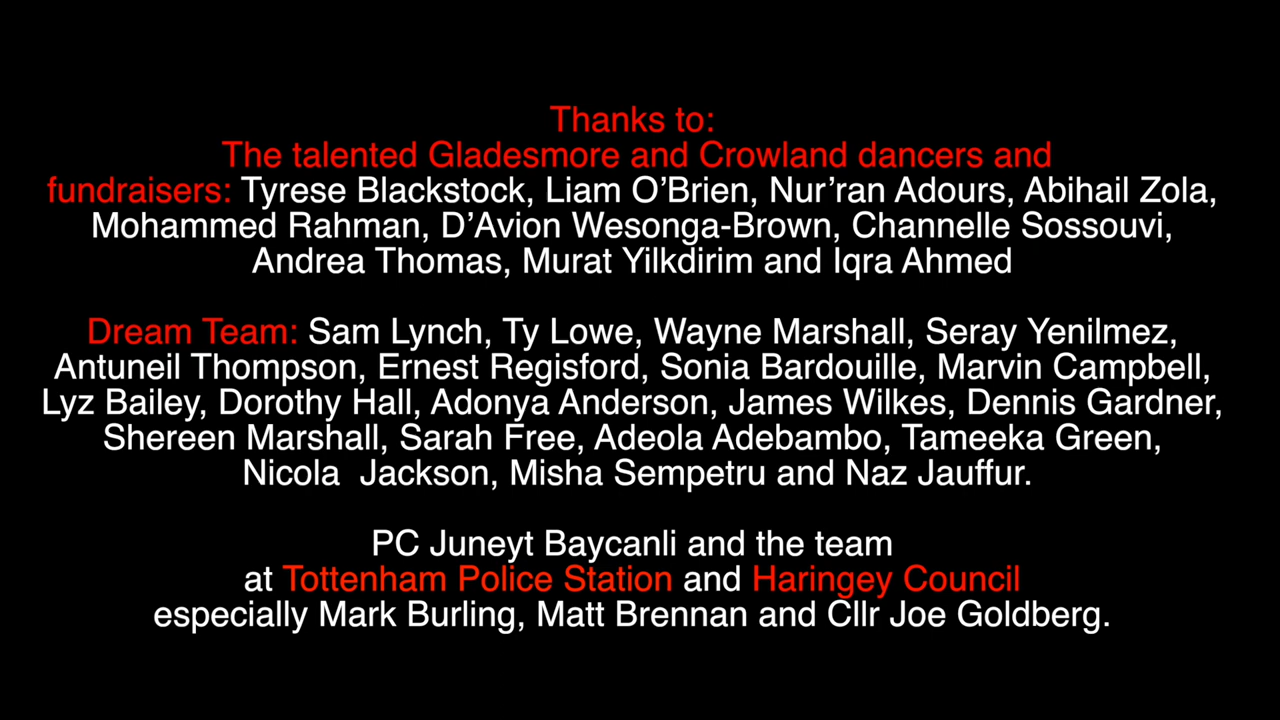 Thanks to:
The talented Gladesmore and Crowland dancers and
fundraisers: Tyrese Blackstock, Liam O’Brien, Nur’ran Adours, Abihail Zola,
Mohammed Rahman, D’Avion Wesonga-Brown, Channelle Sossouvi,
Andrea Thomas, Murat Yilkdirim and Iqra Ahmed
Dream Team: Sam Lynch, Ty Lowe, Wayne Marshall, Seray Yenilmez,
Antuneil Thompson, Ernest Regisford, Sonia Bardouille, Marvin Campbell,
Lyz Bailey, Dorothy Hall, Adonya Anderson, James Wilkes, Dennis Gardner,
Shereen Marshall, Sarah Free, Adeola Adebambo, Tameeka Green,
Nicola  Jackson, Misha Sempetru and Naz Jauffur.
PC Juneyt Baycanli and the team
at Tottenham Police Station and Haringey Council
especially Mark Burling, Matt Brennan and Cllr Joe Goldberg.